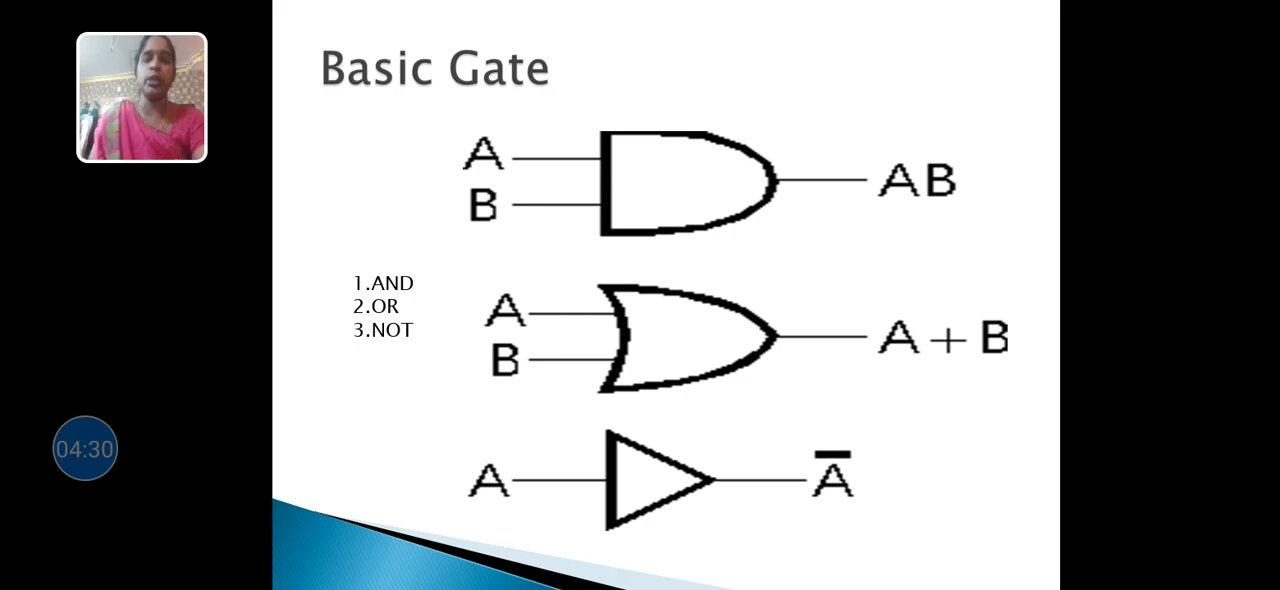 Basic Gate
A
B
AB
1.AND
2.OR
3.NOT
A
B
A + B
A
A̅
04:30